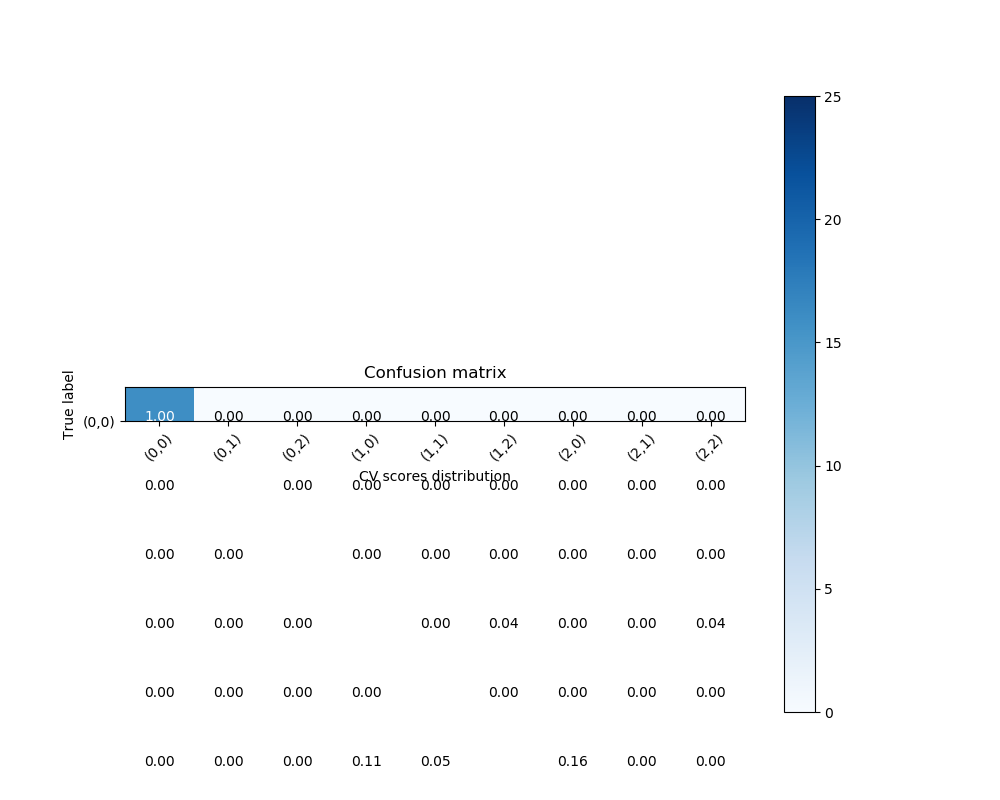 25
20
15
10
5
0
Confusion matrix
True label
(0,0)
1.00 0.00 0.00 0.00 0.00 0.00 0.00 0.00 0.00
(0,0) (0,1) (0,2) (1,0) (1,1) (1,2) (2,0) (2,1) (2,2)
CV scores distribution
0.00 0.00 0.00 0.00 0.00 0.00 0.00 0.00
0.00 0.00 0.00 0.00 0.00 0.00 0.00 0.00
0.00 0.00 0.00 0.00 0.04 0.00 0.00 0.04
0.00 0.00 0.00 0.00 0.00 0.00 0.00 0.00
0.00 0.00 0.00 0.11 0.05 0.16 0.00 0.00